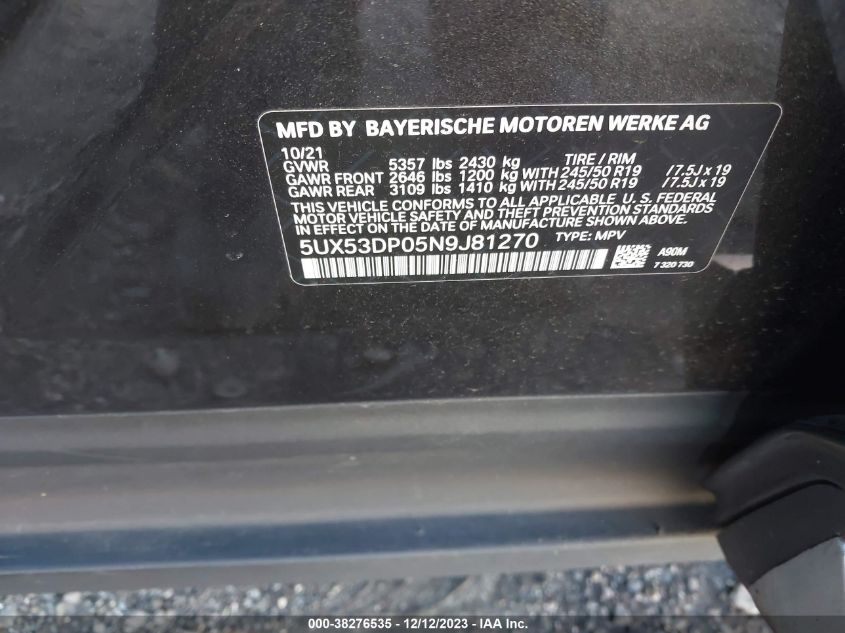 MFD BY BAYERISCHE MOTOREN WERKE AG
10/21 TIRE / RIM
GVWR 5357 lbs 2430 kg
GAWR FRONT 2646 lbs 1200 kg WITH 245/50 R19 / 7.5J x 19
GAWR REAR 3109 lbs 1410 kg WITH 245/50 R19 / 7.5J x 19
THIS VEHICLE CONFORMS TO ALL APPLICABLE U. S. FEDERAL
MOTOR VEHICLE SAFETY AND THEFT PREVENTION STANDARDS
IN EFFECT ON THE DATE OF MANUFACTURE SHOWN ABOVE.
5UX53DP05N9J81270 TYPE: MPV
A90M
7 320 730
000-38276535 - 12/12/2023 - IAA Inc.